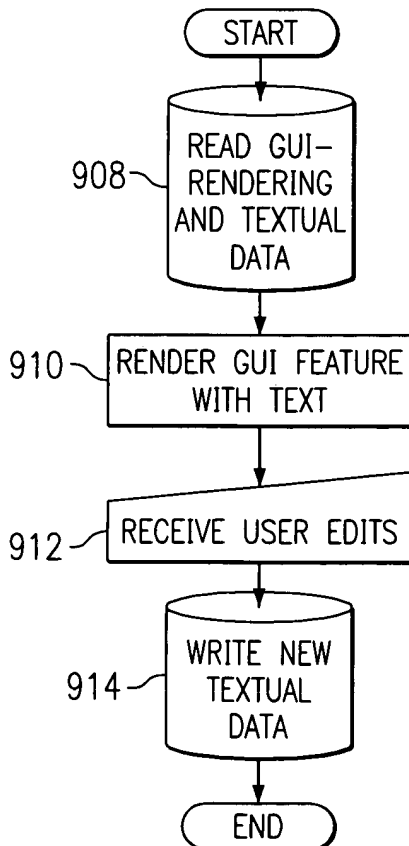 START
908
READ GUI-
RENDERING
AND TEXTUAL
DATA
910
RENDER GUI FEATURE
WITH TEXT
912
RECEIVE USER EDITS
914
WRITE NEW
TEXTUAL
DATA
END